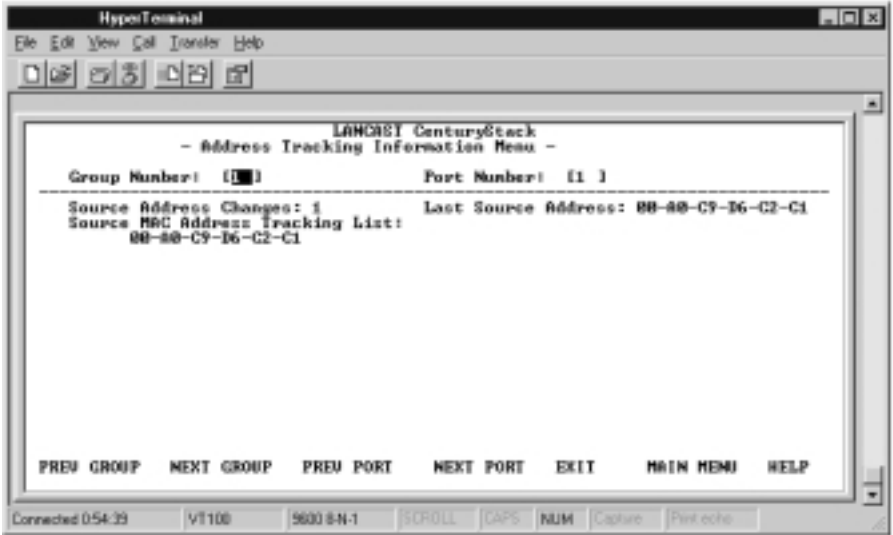 HyperTerminal
File Edit View Call Transfer Help
LANCAST CenturyStack
- Address Tracking Information Menu -
Group Number: [1 ] Port Number: [1 ]
Source Address Changes: 1 Last Source Address: 00-A0-C9-D6-C2-C1
Source MAC Address Tracking List:
00-A0-C9-D6-C2-C1
PREV GROUP NEXT GROUP PREV PORT NEXT PORT EXIT MAIN MENU HELP
Connected 0:54:39 VT100 9600 8-N-1 SCROLL CAPS NUM Capture Print echo